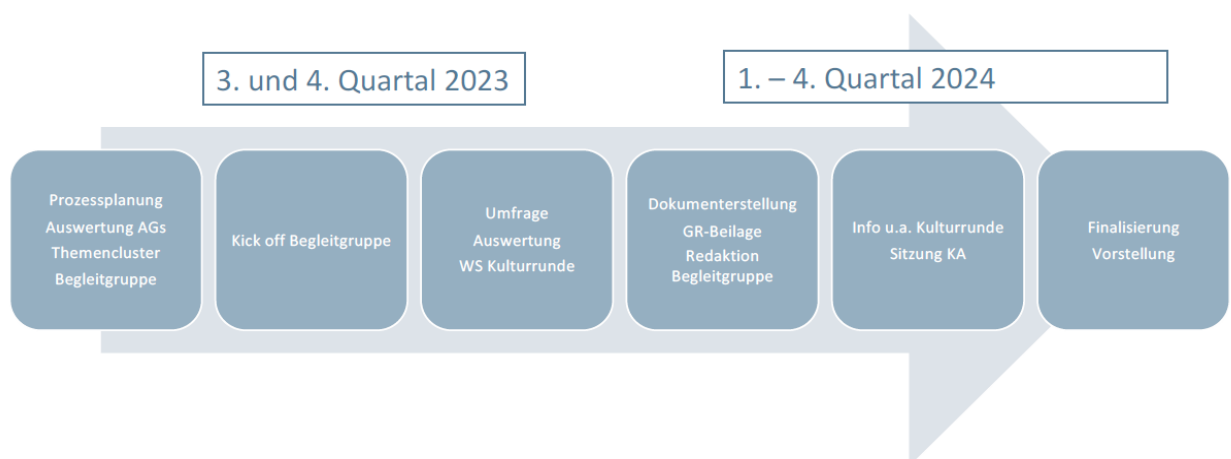 3. und 4. Quartal 2023
1. – 4. Quartal 2024
Prozessplanung
Auswertung AGs
Themencluster
Begleitgruppe
Kick off Begleitgruppe
Umfrage
Auswertung
WS Kulturrunde
Dokumenterstellung
GR-Beilage
Redaktion
Begleitgruppe
Info u.a. Kulturrunde
Sitzung KA
Finalisierung
Vorstellung